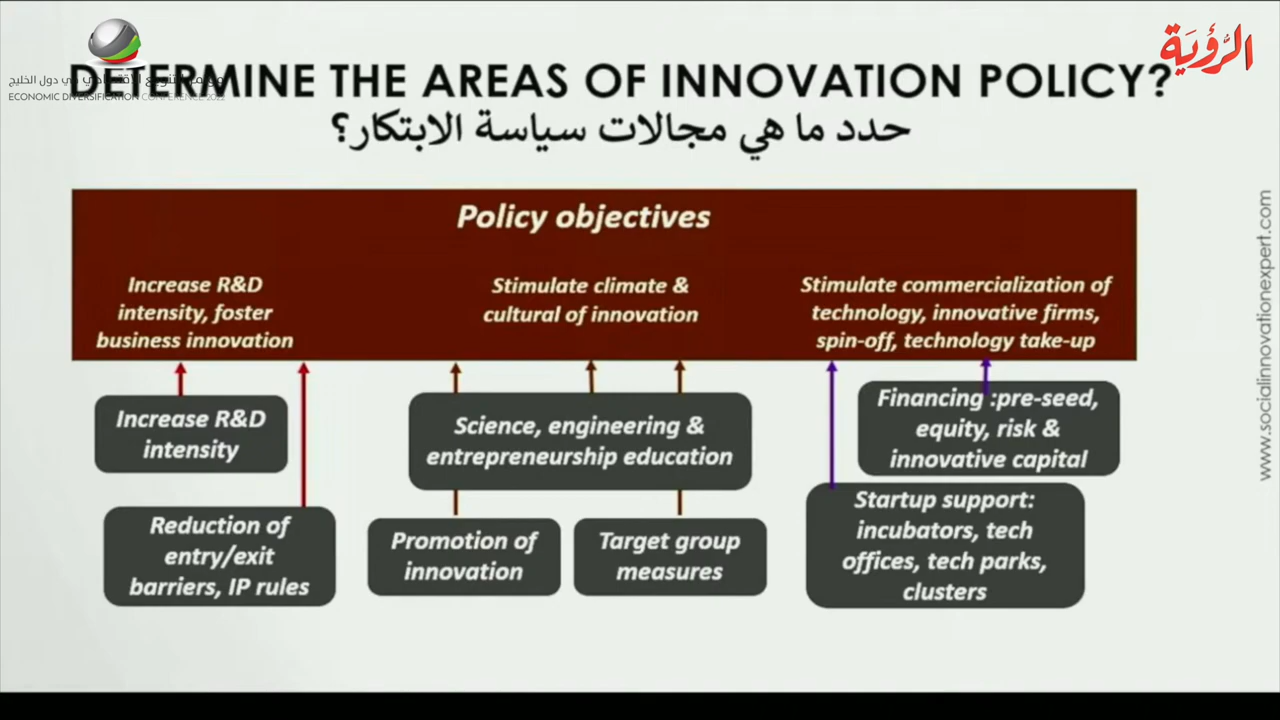 الرؤية
DETERMINE THE AREAS OF INNOVATION POLICY?
ECONOMIC DIVERSIFICATION CONFERENCE 2022
حدد ما هي مجالات سياسة الابتكار؟
Policy objectives
Increase R&D
intensity, foster
business innovation
Stimulate climate &
cultural of innovation
Stimulate commercialization of
technology, innovative firms,
spin-off, technology take-up
Increase R&D
intensity
Reduction of
entry/exit
barriers, IP rules
Science, engineering &
entrepreneurship education
Promotion of
innovation
Target group
measures
Financing :pre-seed,
equity, risk &
innovative capital
Startup support:
incubators, tech
offices, tech parks,
clusters
www.socialinnovationexpert.com